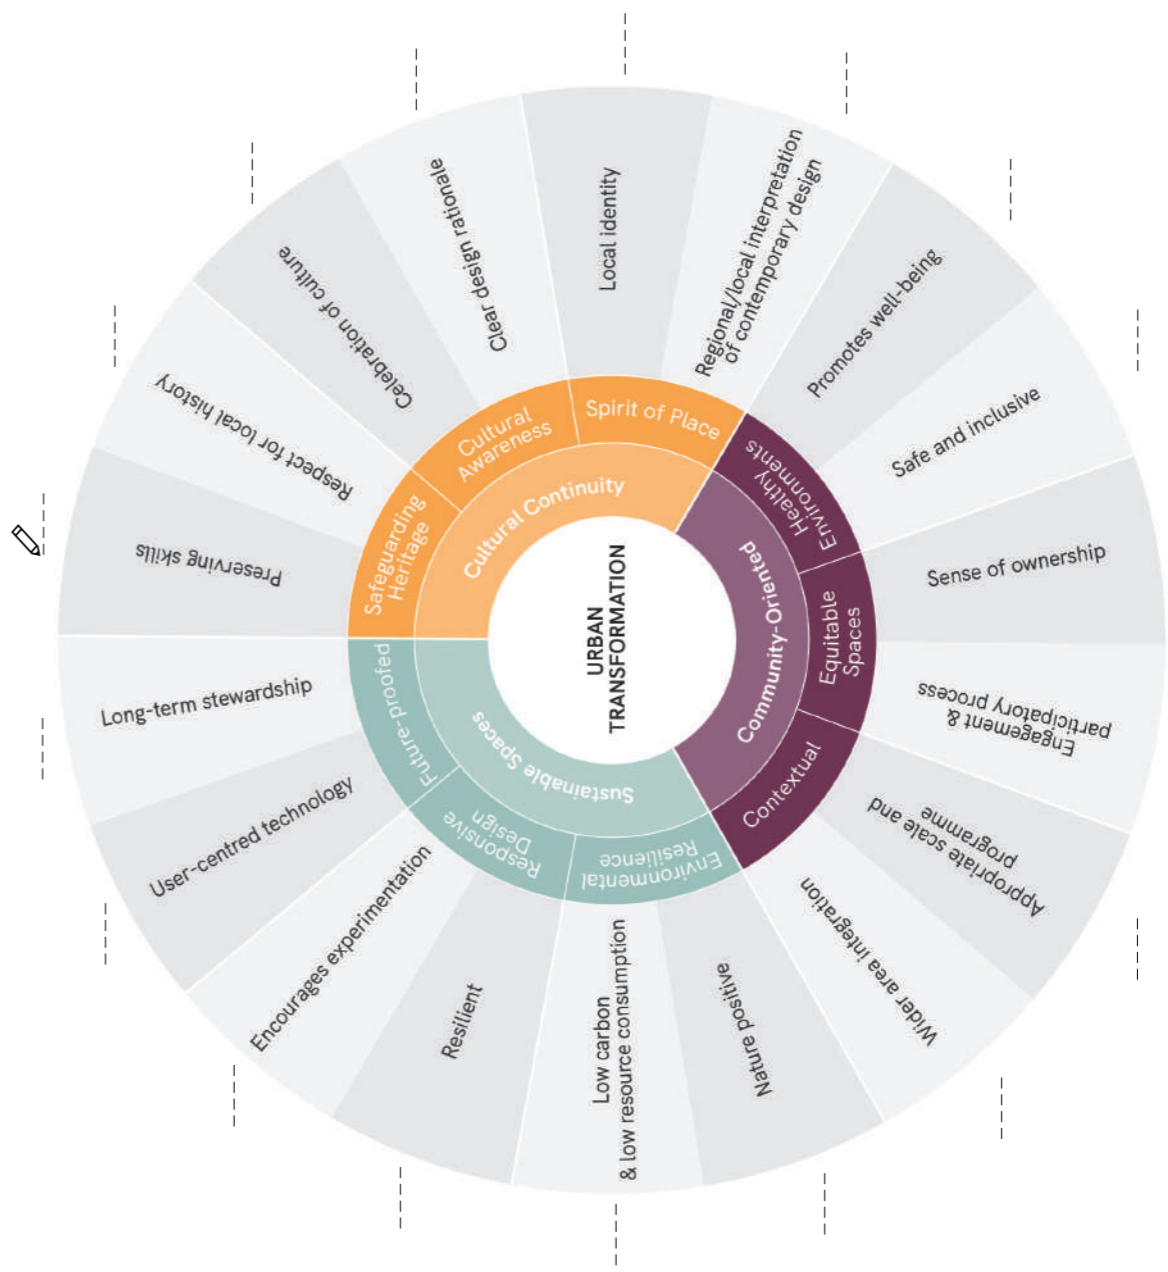 URBAN
TRANSFORMATION
Cultural Continuity
Community-Oriented
Sustainable Spaces
Safeguarding
Heritage
Cultural
Awareness
Spirit of Place
Healthy
Environments
Equitable
Spaces
Contextual
Environmental
Resilience
Responsive
Design
Future-proofed
Local identity
Regional/local interpretation
of contemporary design
Promotes well-being
Safe and inclusive
Sense of ownership
Engagement &
participatory process
Appropriate scale and
programme
Wider area integration
Nature positive
Low carbon
& low resource consumption
Resilient
Encourages experimentation
User-centred technology
Long-term stewardship
Preserving skills
Respect for local history
Celebration of culture
Clear design rationale